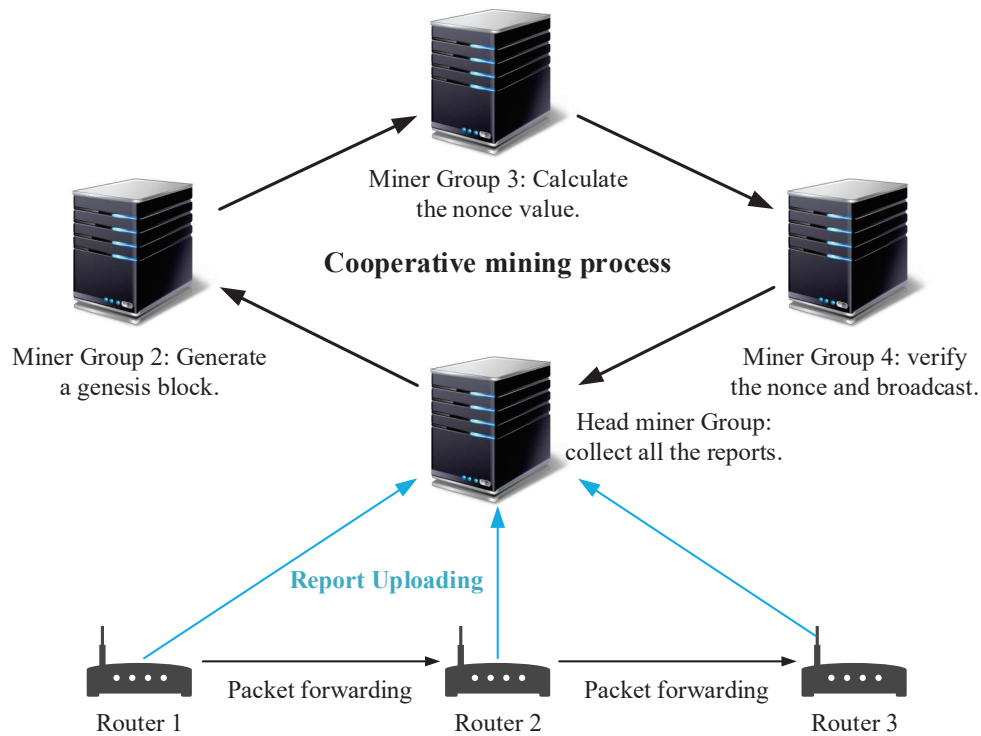 Miner Group 3: Calculate
the nonce value.
Cooperative mining process
Miner Group 2: Generate
a genesis block.
Miner Group 4: verify
the nonce and broadcast.
Head miner Group:
collect all the reports.
Report Uploading
Packet forwarding
Packet forwarding
Router 1
Router 2
Router 3